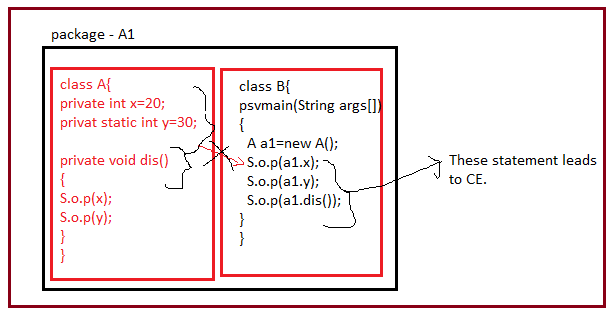 package - A1
class A{
private int x=20;
privat static int y=30;
private void dis()
{
S.o.p(x);
S.o.p(y);
}
}
class B{
psvmain(String args[])
{
A a1=new A();
S.o.p(a1.x);
S.o.p(a1.y);
S.o.p(a1.dis());
}
}
These statement leads
to CE.